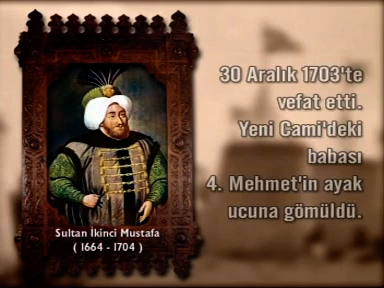 30 Aralık 1703'te
vefat etti.
Yeni Cami'deki
babası
4. Mehmet'in ayak
ucuna gömüldü.
Sultan İkinci Mustafa
( 1664 - 1704 )